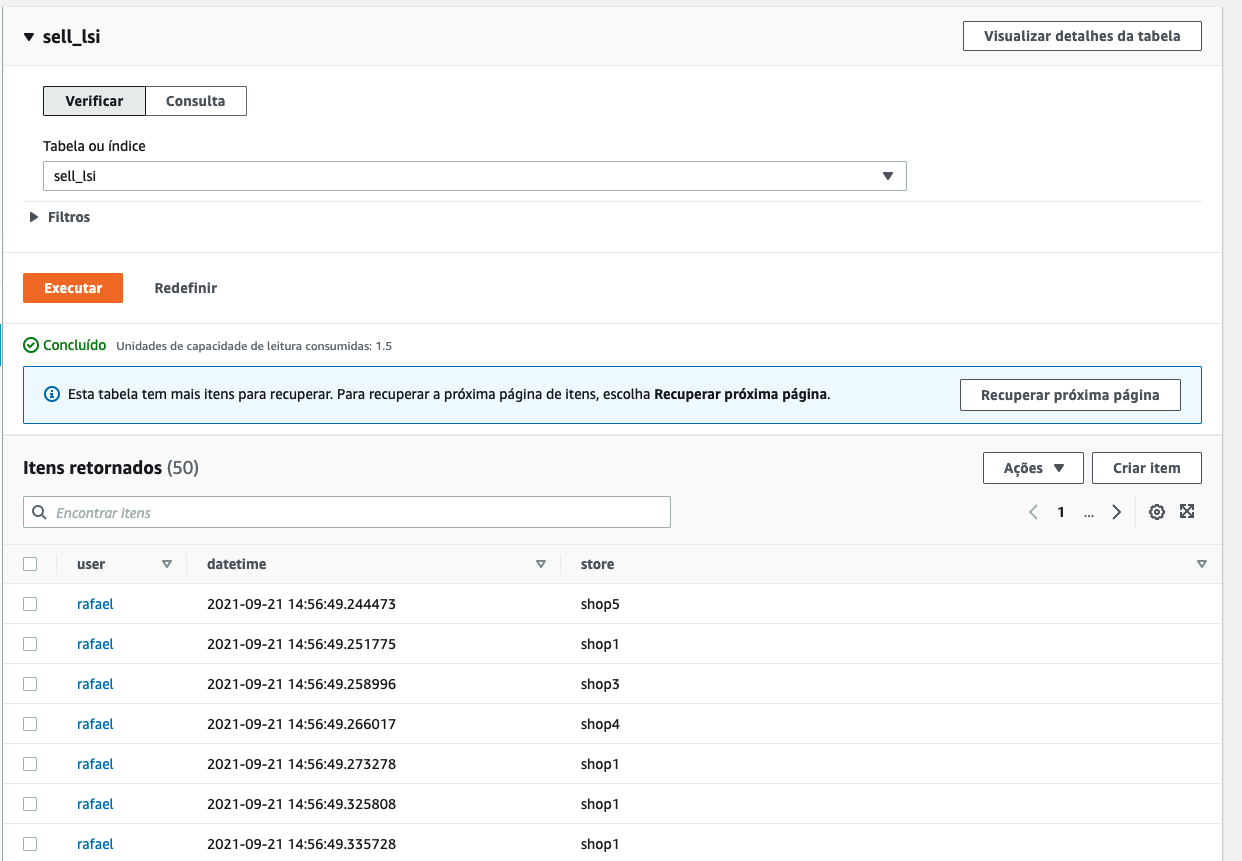 sell_lsi
Visualizar detalhes da tabela
Verificar
Consulta
Tabela ou índice
sell_lsi
Filtros
Executar
Redefinir
Concluído Unidades de capacidade de leitura consumidas: 1.5
Esta tabela tem mais itens para recuperar. Para recuperar a próxima página de itens, escolha Recuperar próxima página.
Recuperar próxima página
Itens retornados (50)
Ações
Criar item
Encontrar itens
1 ...
user datetime store
rafael 2021-09-21 14:56:49.244473 shop5
rafael 2021-09-21 14:56:49.251775 shop1
rafael 2021-09-21 14:56:49.258996 shop3
rafael 2021-09-21 14:56:49.266017 shop4
rafael 2021-09-21 14:56:49.273278 shop1
rafael 2021-09-21 14:56:49.325808 shop1
rafael 2021-09-21 14:56:49.335728 shop1